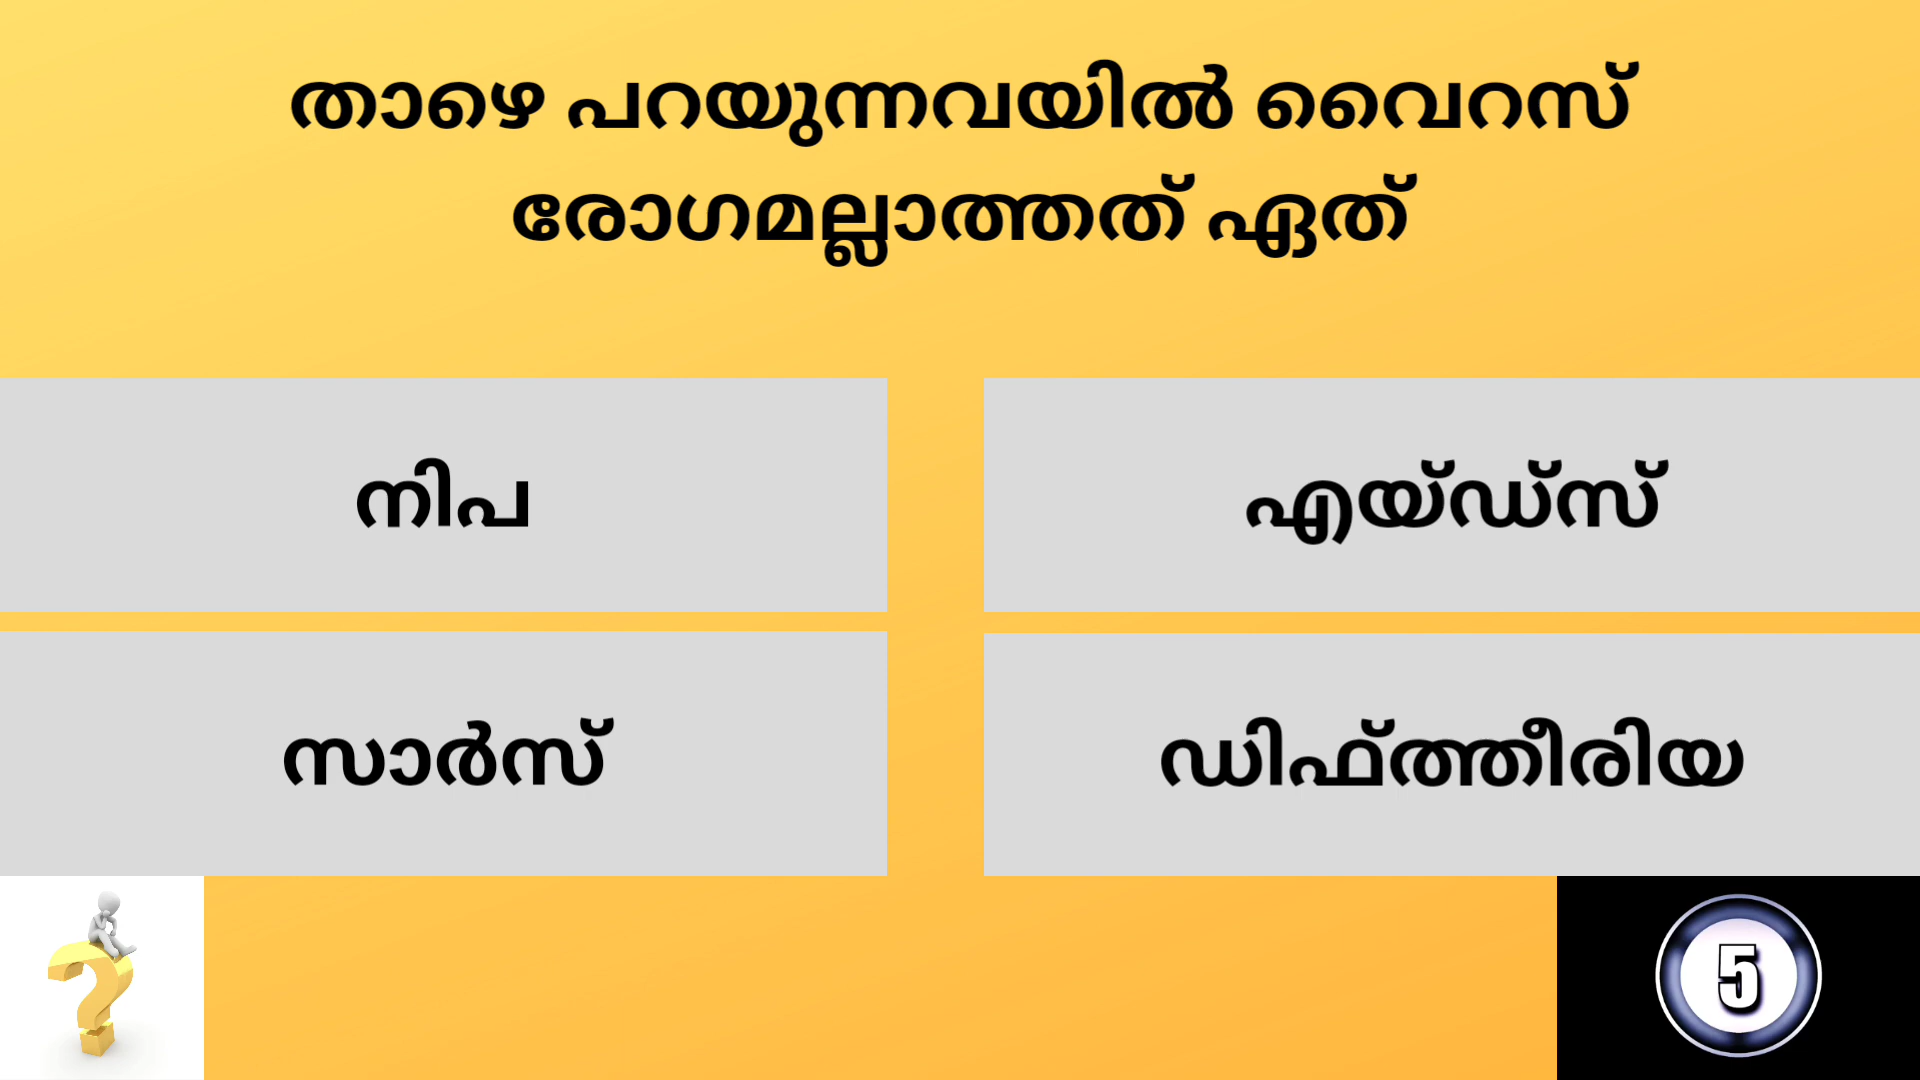 താഴെ പറയുന്നവയിൽ വൈറസ്
രോഗമല്ലാത്തത് ഏത്
നിപ
എയ്ഡ്സ്
സാർസ്
ഡിഫ്ത്തീരിയ
5